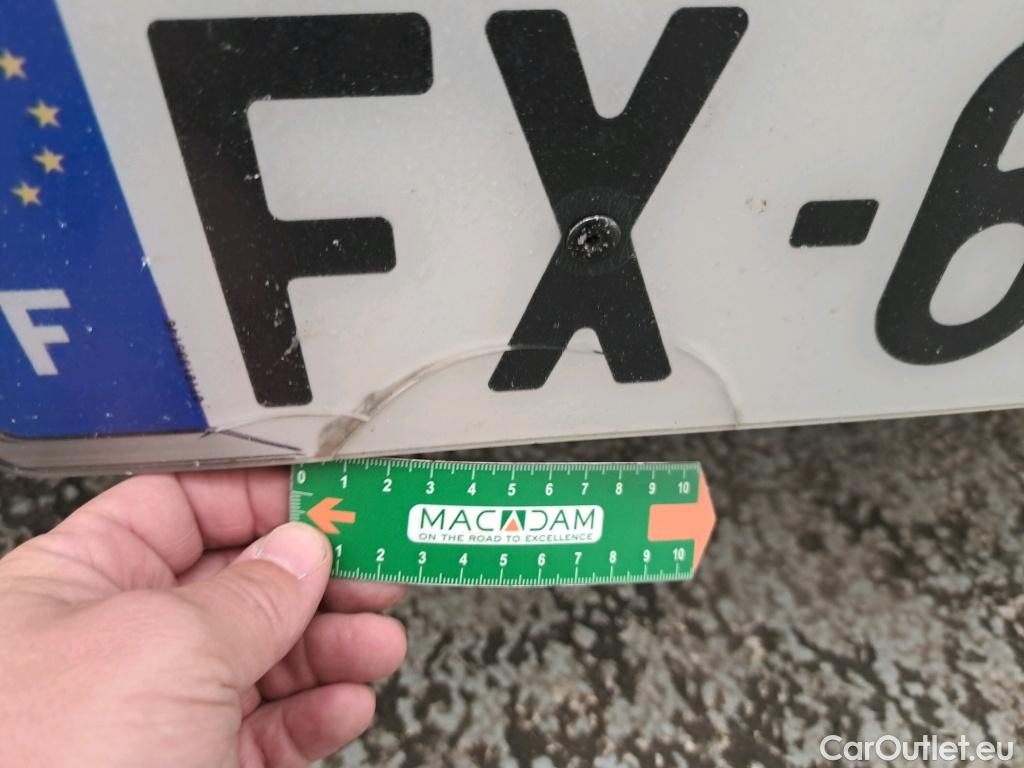 FX-6
F
0 1 2 3 4 5 6 7 8 9 10
MACADAM
ON THE ROAD TO EXCELLENCE
1 2 3 4 5 6 7 8 9 10
CarOutlet.eu